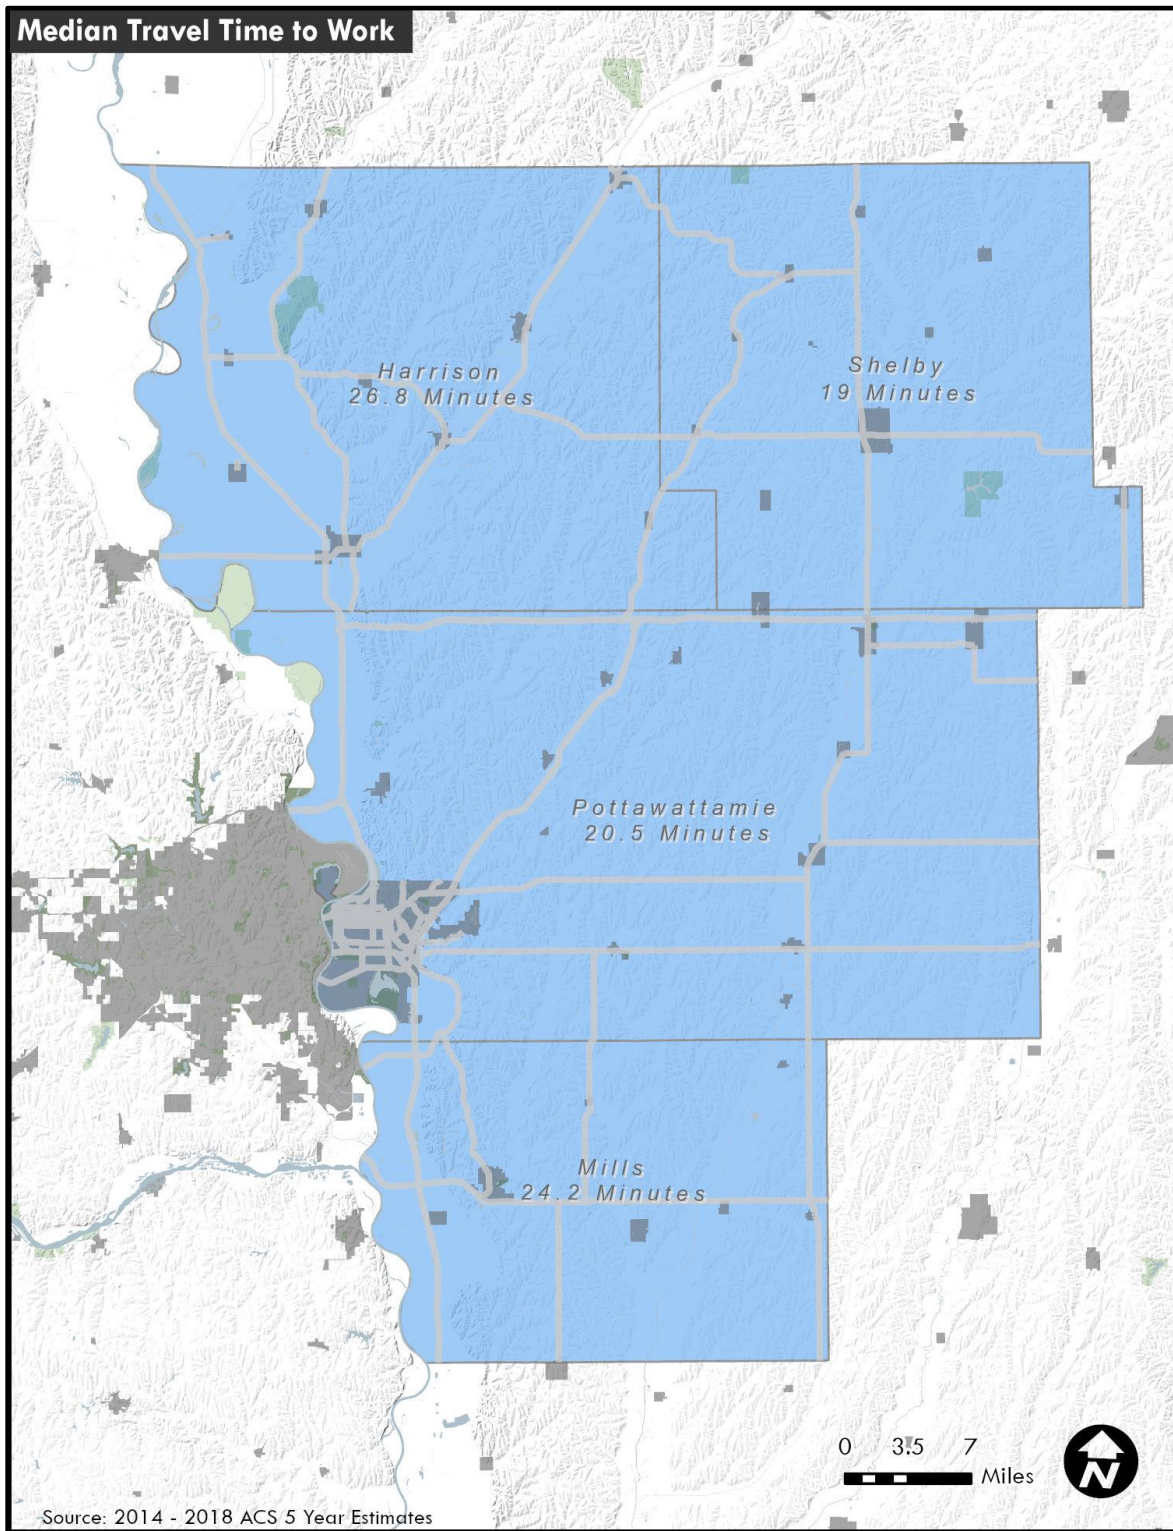 Median Travel Time to Work
Harrison
26.8 Minutes
Shelby
19 Minutes
Pottawattamie
20.5 Minutes
Mills
24.2 Minutes
0 3.5 7
Miles
N
Source: 2014 - 2018 ACS 5 Year Estimates